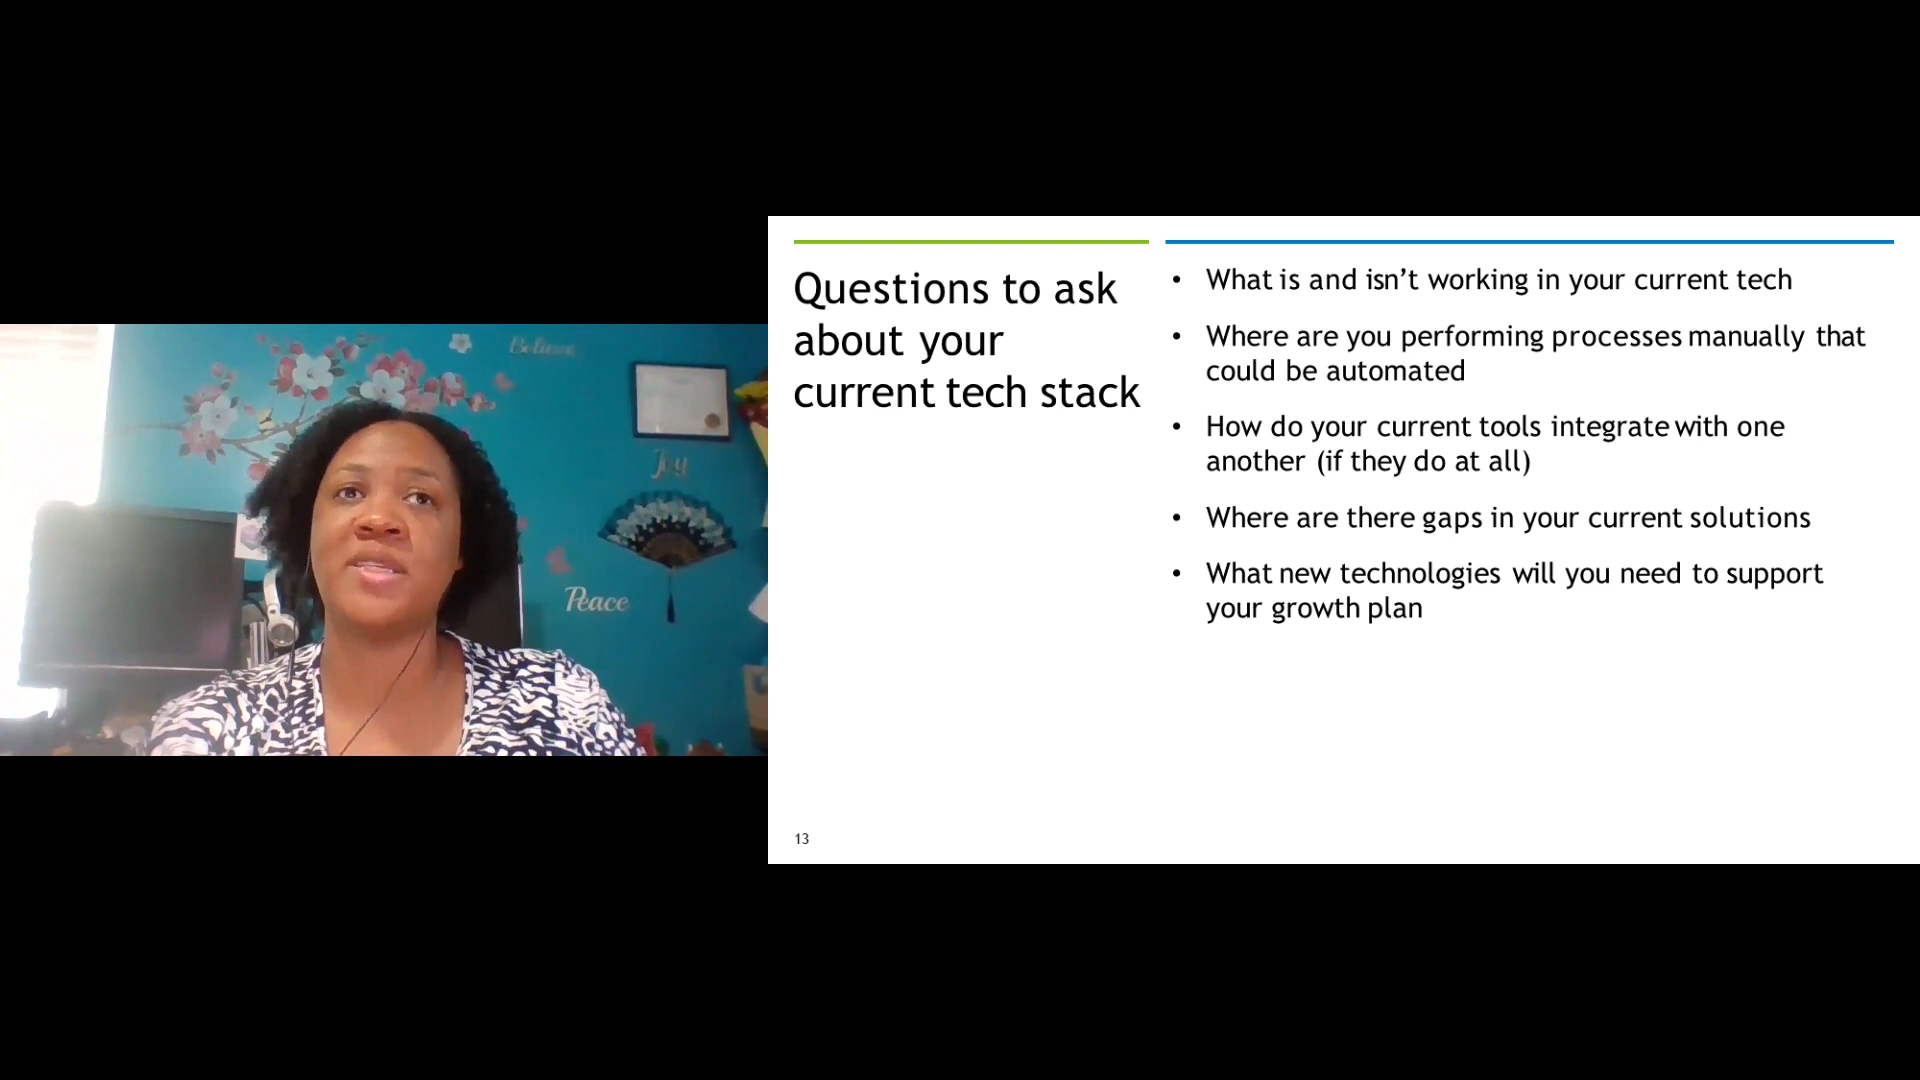 Believe
Joy
Peace
Questions to ask
about your
current tech stack
• What is and isn’t working in your current tech
• Where are you performing processes manually that
could be automated
• How do your current tools integrate with one
another (if they do at all)
• Where are there gaps in your current solutions
• What new technologies will you need to support
your growth plan
13